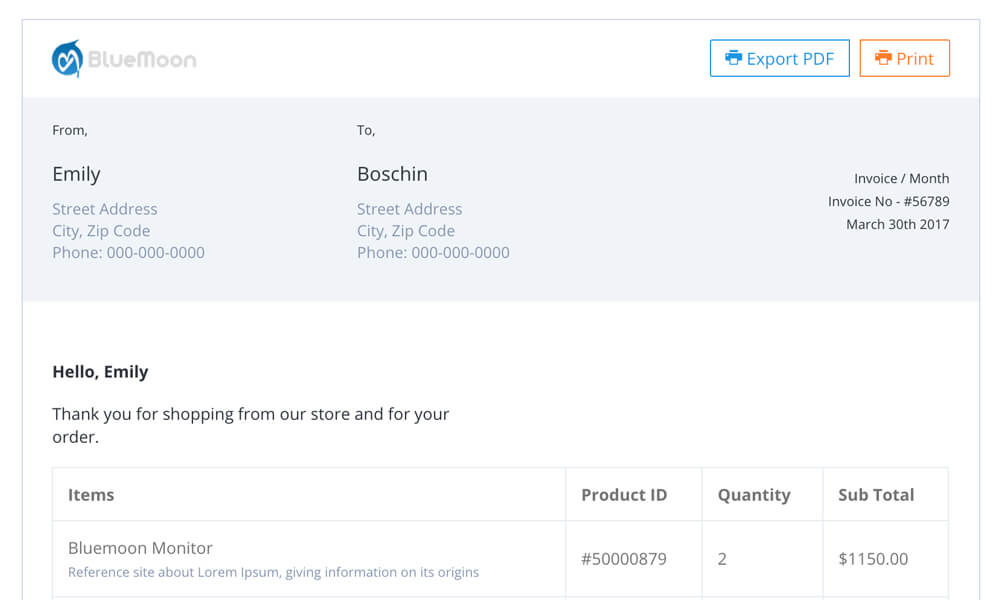 BlueMoon
Export PDF
Print
From,
Emily
Street Address
City, Zip Code
Phone: 000-000-0000
To,
Boschin
Street Address
City, Zip Code
Phone: 000-000-0000
Invoice / Month
Invoice No - #56789
March 30th 2017
Hello, Emily
Thank you for shopping from our store and for your
order.
Items Product ID Quantity Sub Total
Bluemoon Monitor
Reference site about Lorem Ipsum, giving information on its origins
#50000879 2 $1150.00